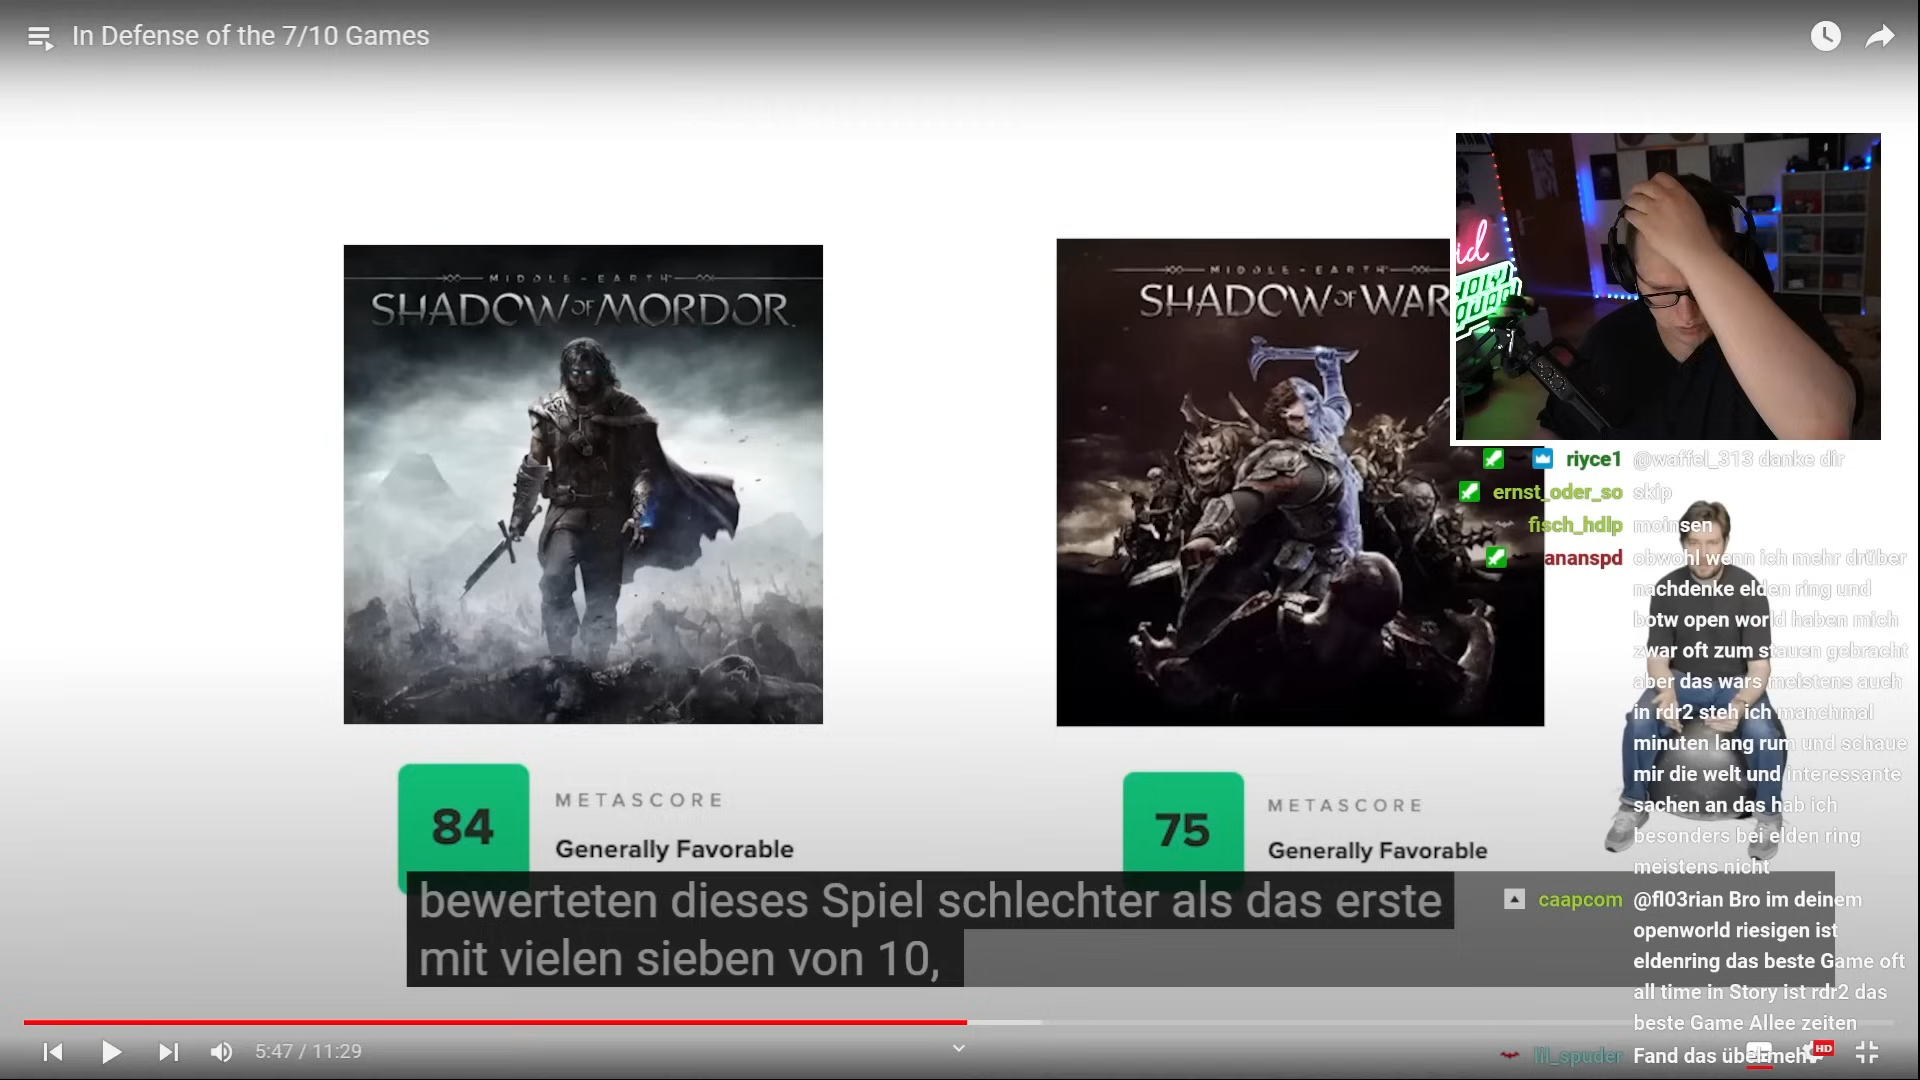 In Defense of the 7/10 Games
MIDDLE-EARTH
SHADOW OF MORDOR
MIDDLE-EARTH
SHADOW OF WAR
84
METASCORE
Generally Favorable
75
METASCORE
Generally Favorable
bewerteten dieses Spiel schlechter als das erste
mit vielen sieben von 10,
riyce1 @waffel_313 danke dir
ernst_oder_so skip
fisch_hdlp moinsen
ananspd obwohl wenn ich mehr drüber
nachdenke elden ring und
botw open world haben mich
zwar oft zum stauen gebracht
aber das wars meistens auch
in rdr2 steh ich manchmal
minuten lang rum und schaue
mir die welt und interessante
sachen an das hab ich
besonders bei elden ring
meistens nicht
caapcom @fl03rian Bro im deinem
openworld riesigen ist
eldenring das beste Game oft
all time in Story ist rdr2 das
beste Game Allee zeiten
lil_spuder Fand das übelmeh
5:47 / 11:29
HD